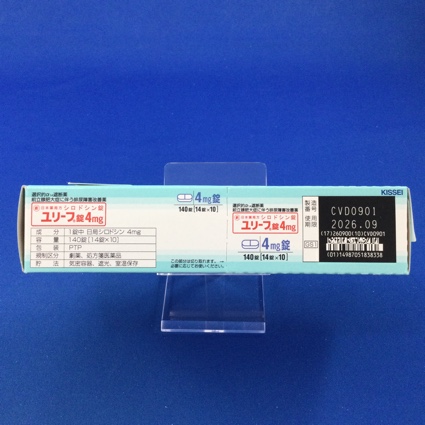 選択的α1遮断薬
前立腺肥大症に伴う排尿障害改善薬
日本薬局方 シロドシン錠
ユリーフ錠4mg
4mg錠
140錠[14錠×10]
成分 1錠中 日局シロドシン 4mg
容量 140錠[14錠×10]
包装 PTP
規制区分 劇薬、処方箋医薬品
貯法 気密容器、遮光、室温保存
選択的α1遮断薬
前立腺肥大症に伴う排尿障害改善薬
日本薬局方 シロドシン錠
ユリーフ錠4mg
4mg錠
140錠[14錠×10]
KISSEI
製造番号 CVD0901
使用期限 2026.09
(17)260900(10)CVD0901
GS1
(01)14987051838338